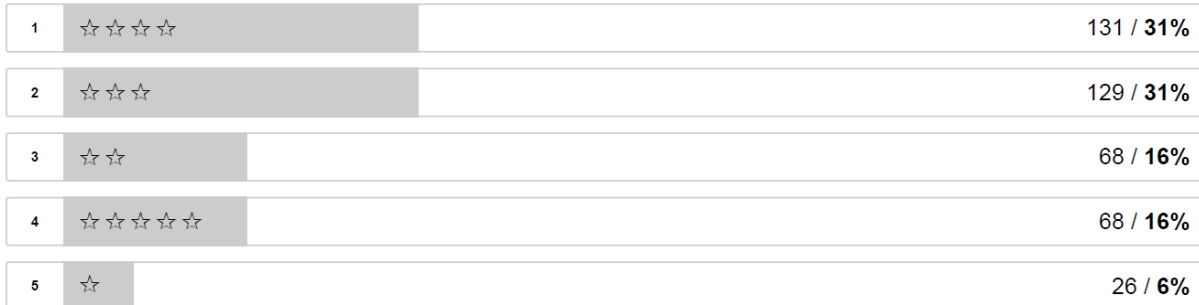 1 ☆☆☆☆ 131 / 31%
2 ☆☆☆ 129 / 31%
3 ☆☆ 68 / 16%
4 ☆☆☆☆☆ 68 / 16%
5 ☆ 26 / 6%